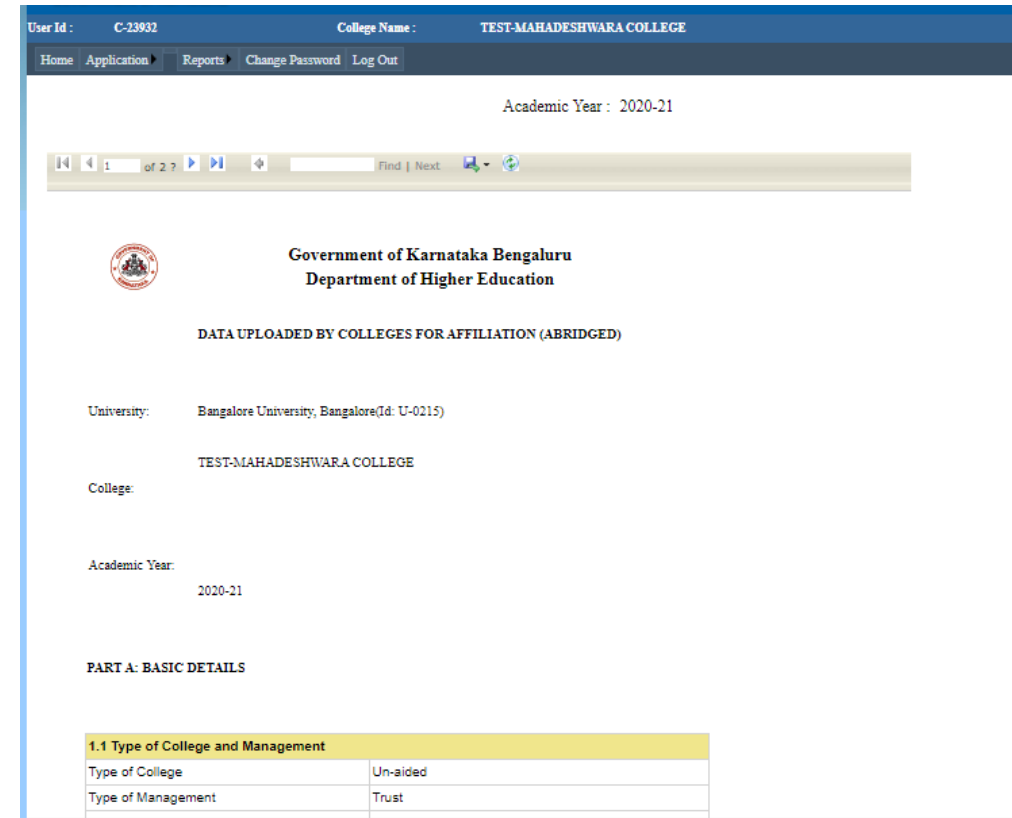 User Id : C-23932 College Name : TEST-MAHADESHWARA COLLEGE
Home Application Reports Change Password Log Out
Academic Year : 2020-21
1 of 2 ? Find | Next
Government of Karnataka Bengaluru
Department of Higher Education
DATA UPLOADED BY COLLEGES FOR AFFILIATION (ABRIDGED)
University: Bangalore University, Bangalore(Id: U-0215)
TEST-MAHADESHWARA COLLEGE
College:
Academic Year:
2020-21
PART A: BASIC DETAILS
1.1 Type of College and Management
Type of College Un-aided
Type of Management Trust